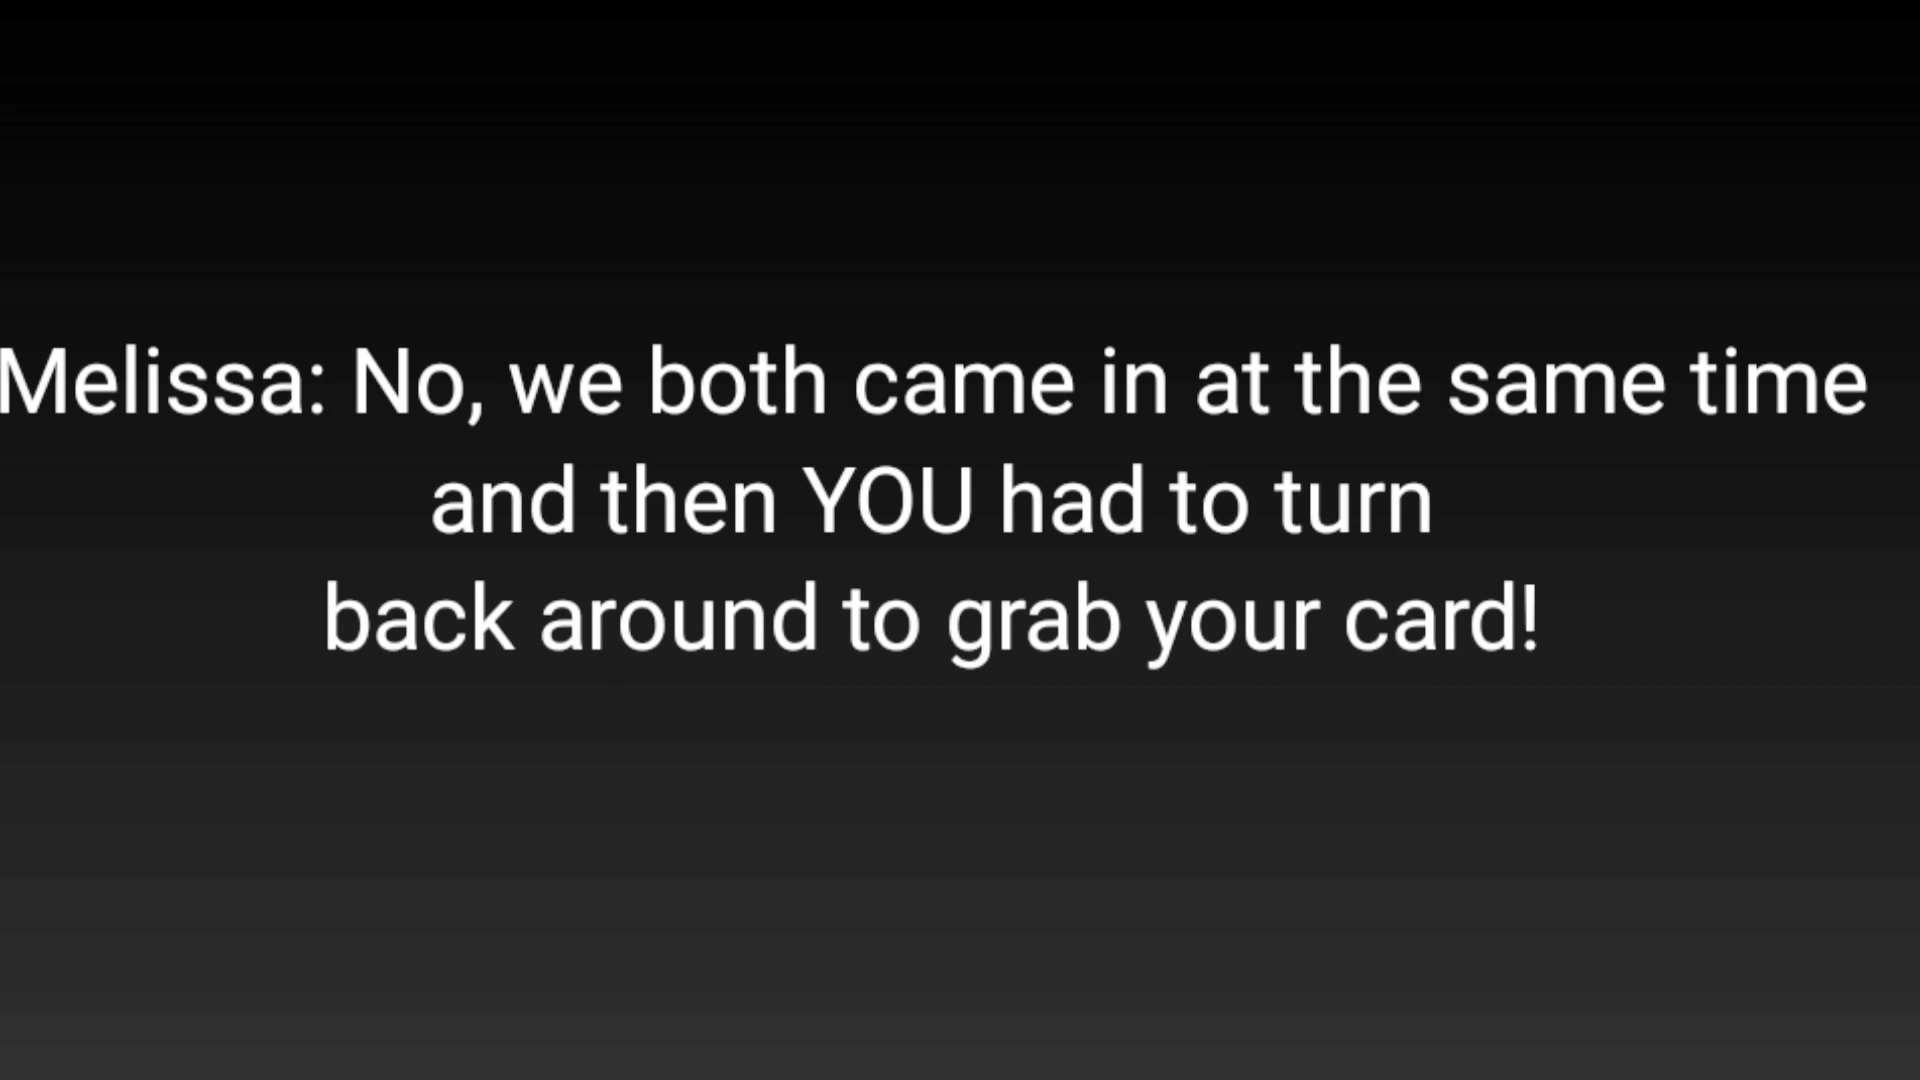 Melissa: No, we both came in at the same time
and then YOU had to turn
back around to grab your card!